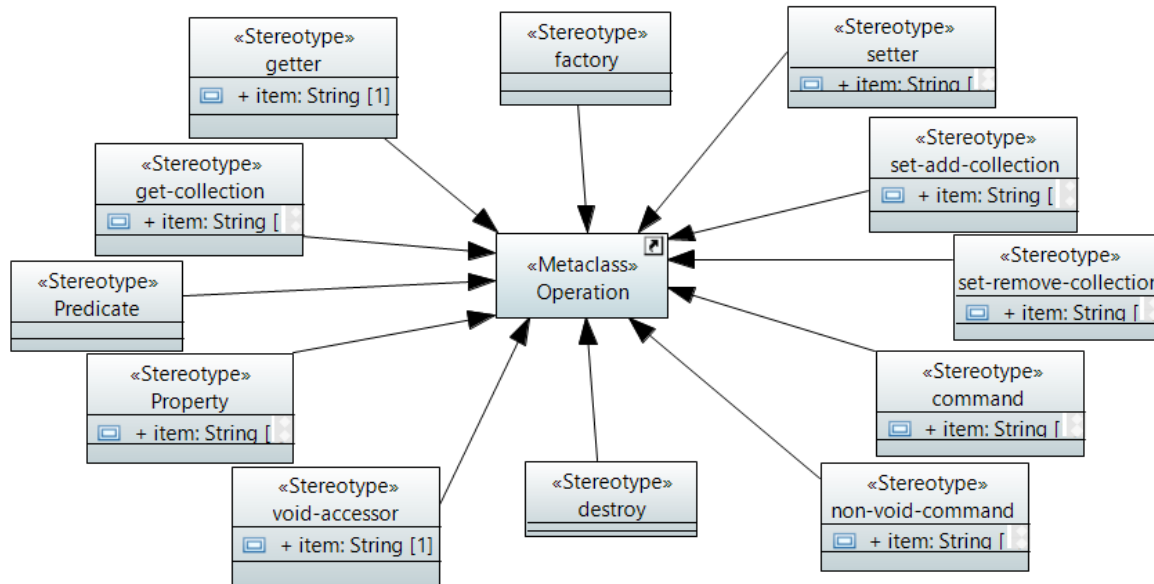 «Stereotype»
getter
+ item: String [1]
«Stereotype»
factory
«Stereotype»
setter
+ item: String [
«Stereotype»
get-collection
+ item: String [
«Stereotype»
set-add-collection
+ item: String [
«Stereotype»
Predicate
«Metaclass»
Operation
«Stereotype»
set-remove-collection
+ item: String [
«Stereotype»
Property
+ item: String [
«Stereotype»
command
+ item: String [
«Stereotype»
void-accessor
+ item: String [1]
«Stereotype»
destroy
«Stereotype»
non-void-command
+ item: String [